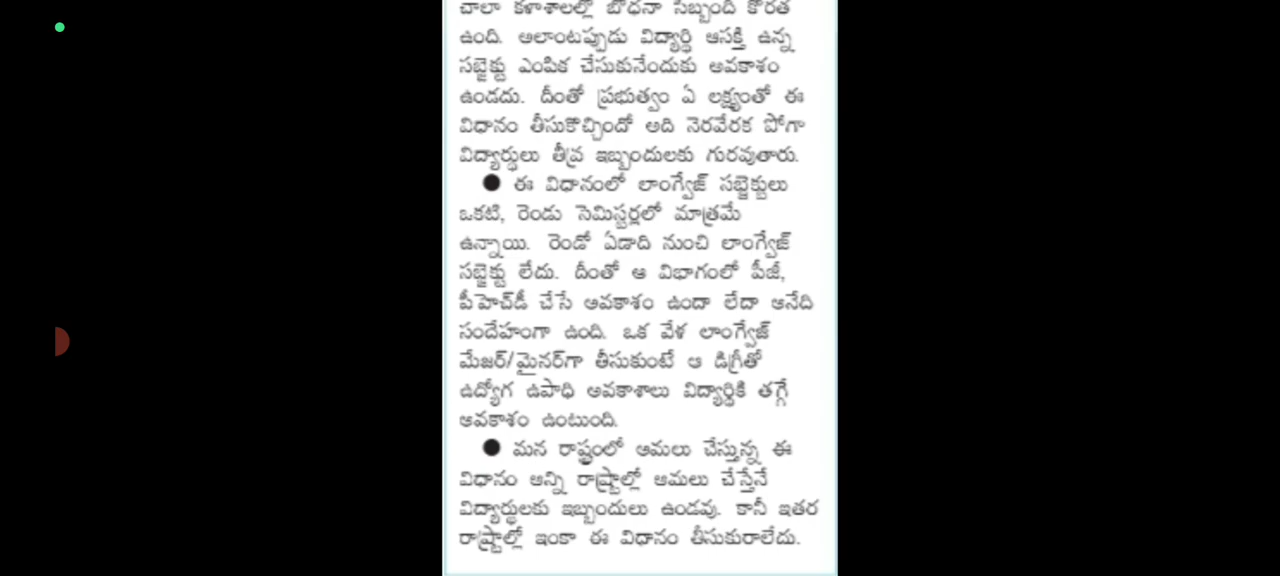 చాలా కళాశాలల్లో బోధనా సిబ్బంది కొరత
ఉంది. అలాంటప్పుడు విద్యార్థి ఆసక్తి ఉన్న
సబ్జెక్టు ఎంపిక చేసుకునేందుకు అవకాశం
ఉండదు. దీంతో ప్రభుత్వం ఏ లక్ష్యంతో ఈ
విధానం తీసుకొచ్చిందో అది నెరవేరక పోగా
విద్యార్థులు తీవ్ర ఇబ్బందులకు గురవుతారు.
● ఈ విధానంలో లాంగ్వేజ్ సబ్జెక్టులు
ఒకటి, రెండు సెమిస్టర్లలో మాత్రమే
ఉన్నాయి. రెండో ఏడాది నుంచి లాంగ్వేజ్
సబ్జెక్టు లేదు. దీంతో ఆ విభాగంలో పీజీ,
పీహెచ్‌డీ చేసే అవకాశం ఉందా లేదా అనేది
సందేహంగా ఉంది. ఒక వేళ లాంగ్వేజ్
మేజర్/మైనర్‌గా తీసుకుంటే ఆ డిగ్రీతో
ఉద్యోగ ఉపాధి అవకాశాలు విద్యార్థికి తగ్గే
అవకాశం ఉంటుంది.
● మన రాష్ట్రంలో అమలు చేస్తున్న ఈ
విధానం అన్ని రాష్ట్రాల్లో అమలు చేస్తేనే
విద్యార్థులకు ఇబ్బందులు ఉండవు. కానీ ఇతర
రాష్ట్రాల్లో ఇంకా ఈ విధానం తీసుకురాలేదు.